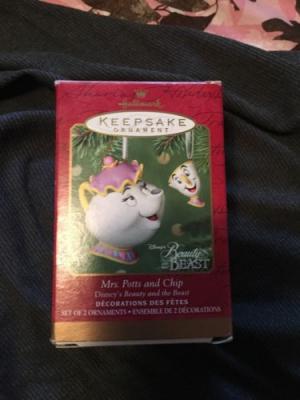 Hallmark
KEEPSAKE
ORNAMENT
Disney's
Beauty
AND THE
BEAST
Mrs. Potts and Chip
Disney's Beauty and the Beast
DÉCORATIONS DES FÊTES
SET OF 2 ORNAMENTS • ENSEMBLE DE 2 DÉCORATIONS